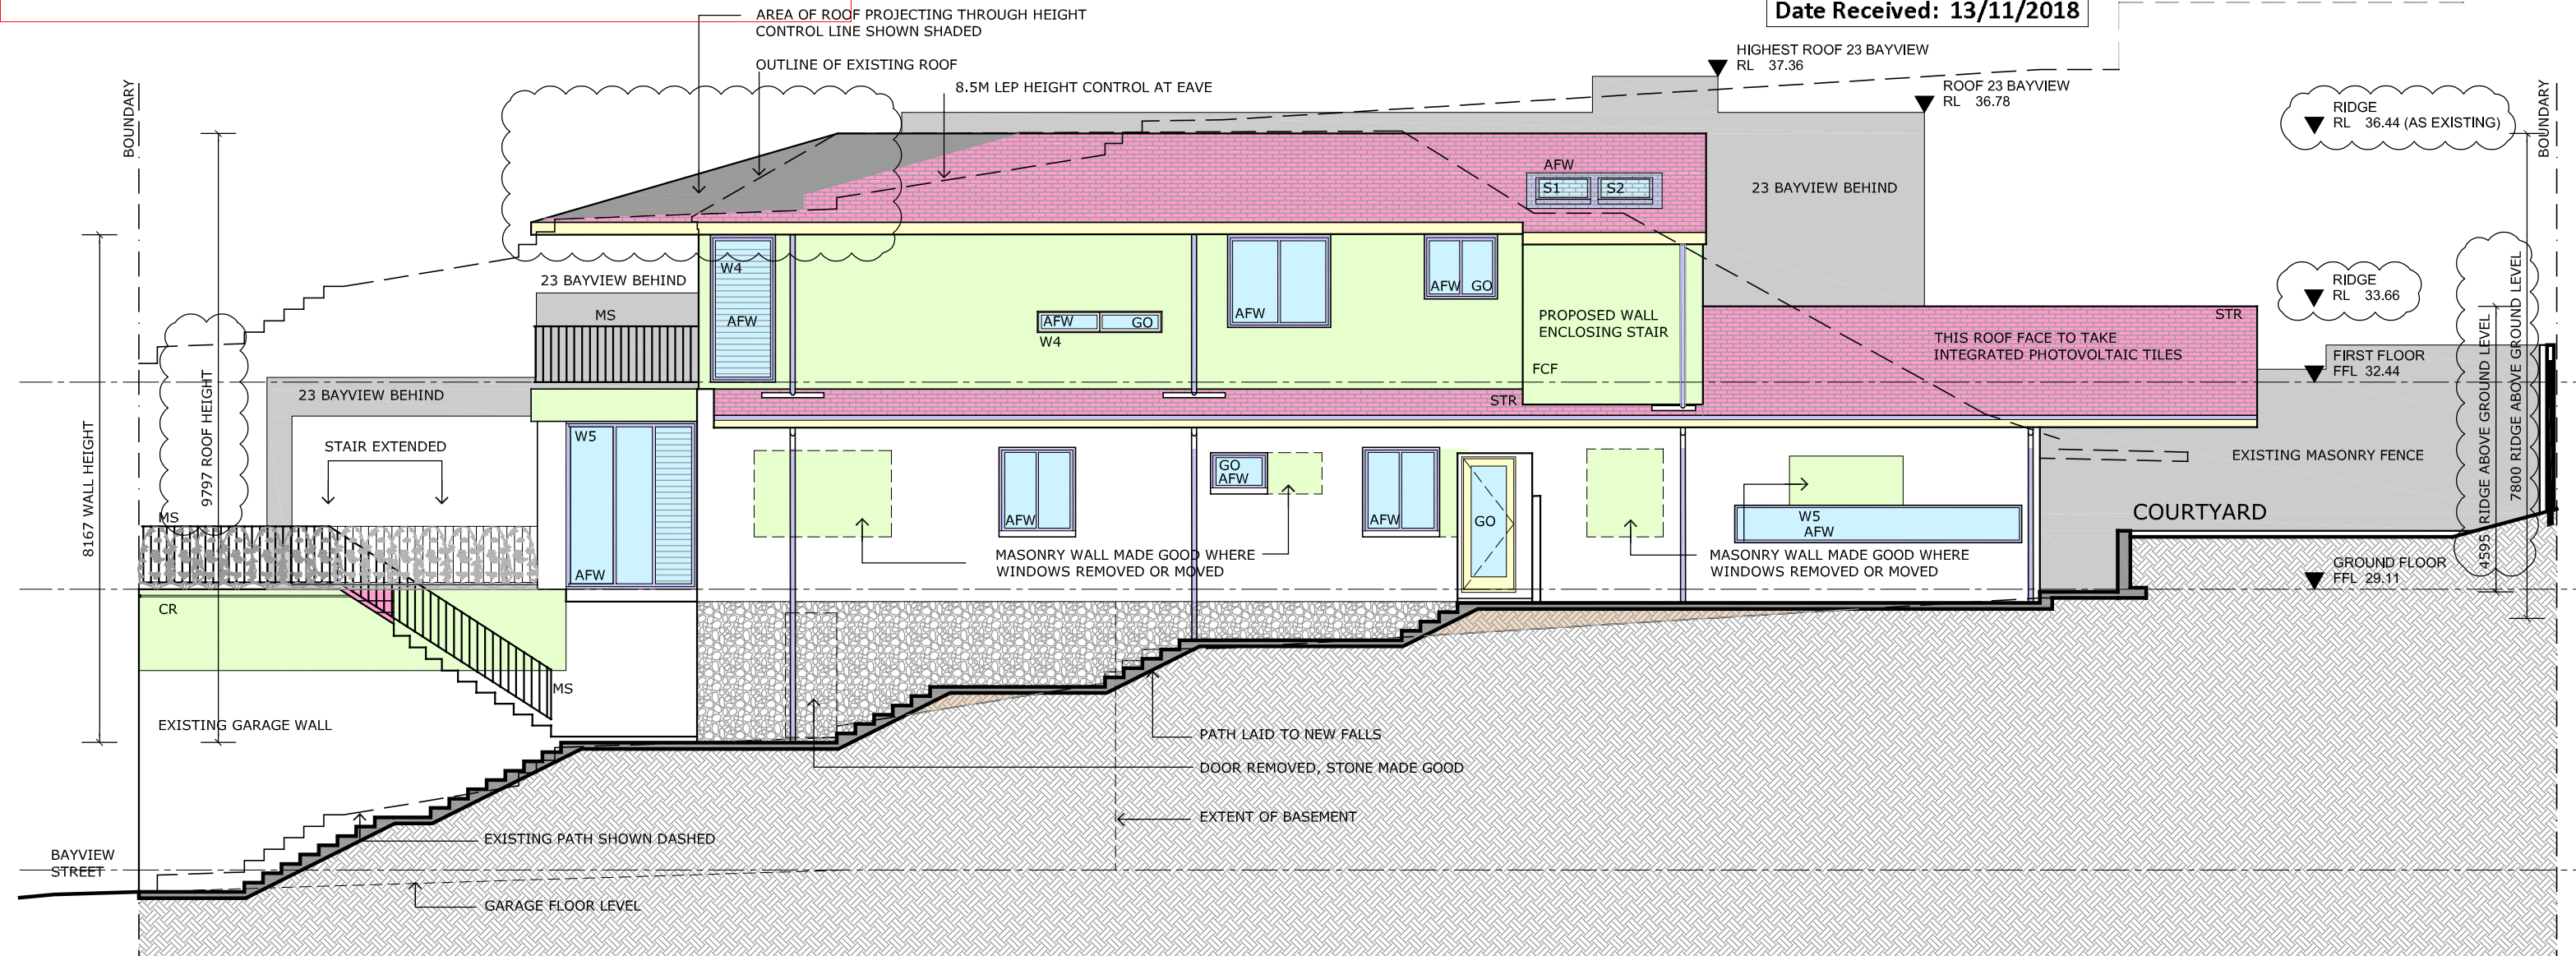 Date Received: 13/11/2018
AREA OF ROOF PROJECTING THROUGH HEIGHT
CONTROL LINE SHOWN SHADED
OUTLINE OF EXISTING ROOF
8.5M LEP HEIGHT CONTROL AT EAVE
HIGHEST ROOF 23 BAYVIEW
RL 37.36
ROOF 23 BAYVIEW
RL 36.78
RIDGE
RL 36.44 (AS EXISTING)
BOUNDARY
BOUNDARY
AFW
S1
S2
23 BAYVIEW BEHIND
23 BAYVIEW BEHIND
MS
W4
AFW
AFW
GO
W4
AFW
AFW
GO
PROPOSED WALL
ENCLOSING STAIR
FCF
STR
THIS ROOF FACE TO TAKE
INTEGRATED PHOTOVOLTAIC TILES
RIDGE
RL 33.66
FIRST FLOOR
FFL 32.44
23 BAYVIEW BEHIND
STR
8167 WALL HEIGHT
9797 ROOF HEIGHT
STAIR EXTENDED
W5
AFW
AFW
GO
AFW
AFW
GO
W5
AFW
EXISTING MASONRY FENCE
COURTYARD
4595 RIDGE ABOVE GROUND LEVEL
7800 RIDGE ABOVE GROUND LEVEL
MS
MASONRY WALL MADE GOOD WHERE
WINDOWS REMOVED OR MOVED
MASONRY WALL MADE GOOD WHERE
WINDOWS REMOVED OR MOVED
GROUND FLOOR
FFL 29.11
CR
MS
EXISTING GARAGE WALL
PATH LAID TO NEW FALLS
DOOR REMOVED, STONE MADE GOOD
EXTENT OF BASEMENT
EXISTING PATH SHOWN DASHED
BAYVIEW
STREET
GARAGE FLOOR LEVEL